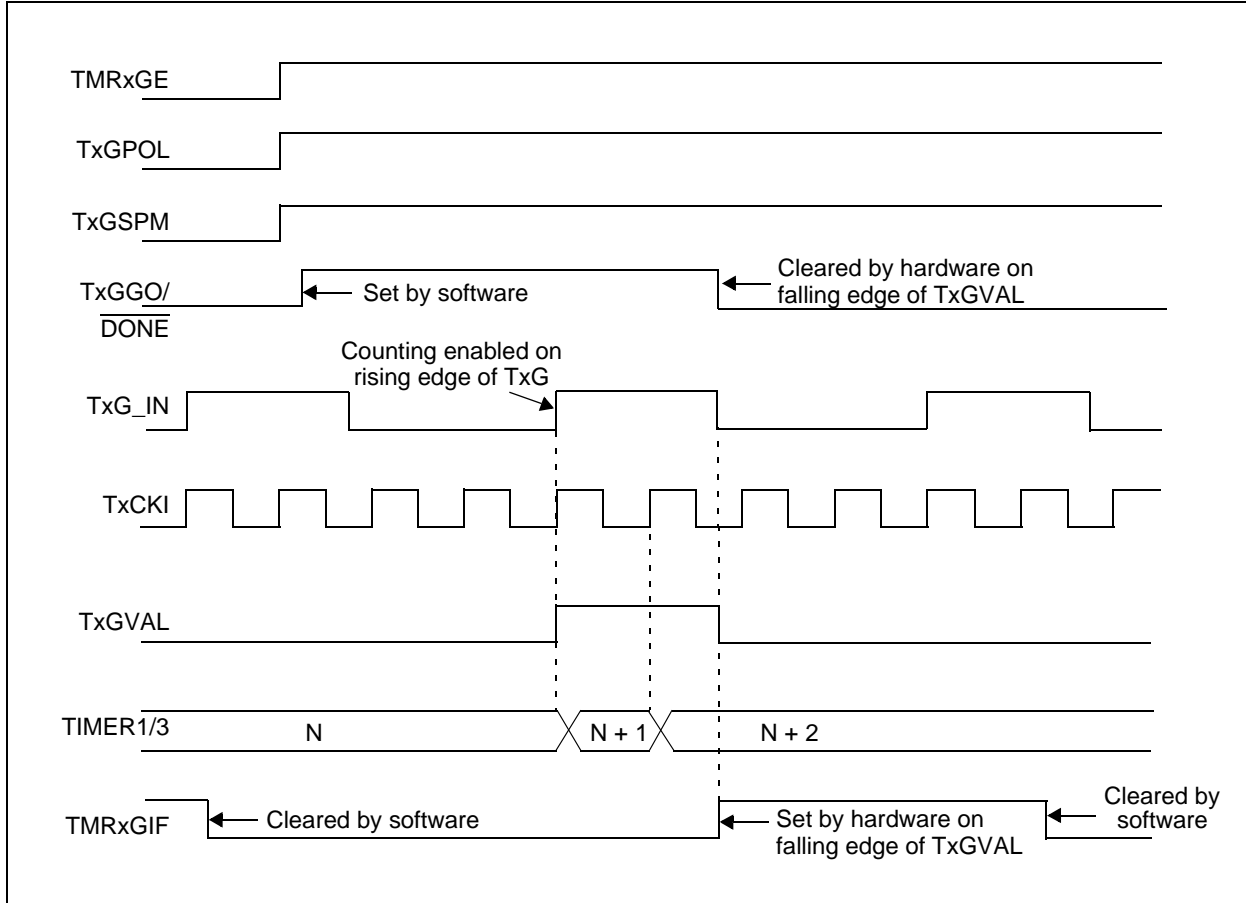 TMRxGE
TxGPOL
TxGSPM
TxGGO/
DONE
Set by software
Cleared by hardware on
falling edge of TxGVAL
Counting enabled on
rising edge of TxG
TxG_IN
TxCKI
TxGVAL
TIMER1/3
N
N + 1
N + 2
TMRxGIF
Cleared by software
Set by hardware on
falling edge of TxGVAL
Cleared by
software